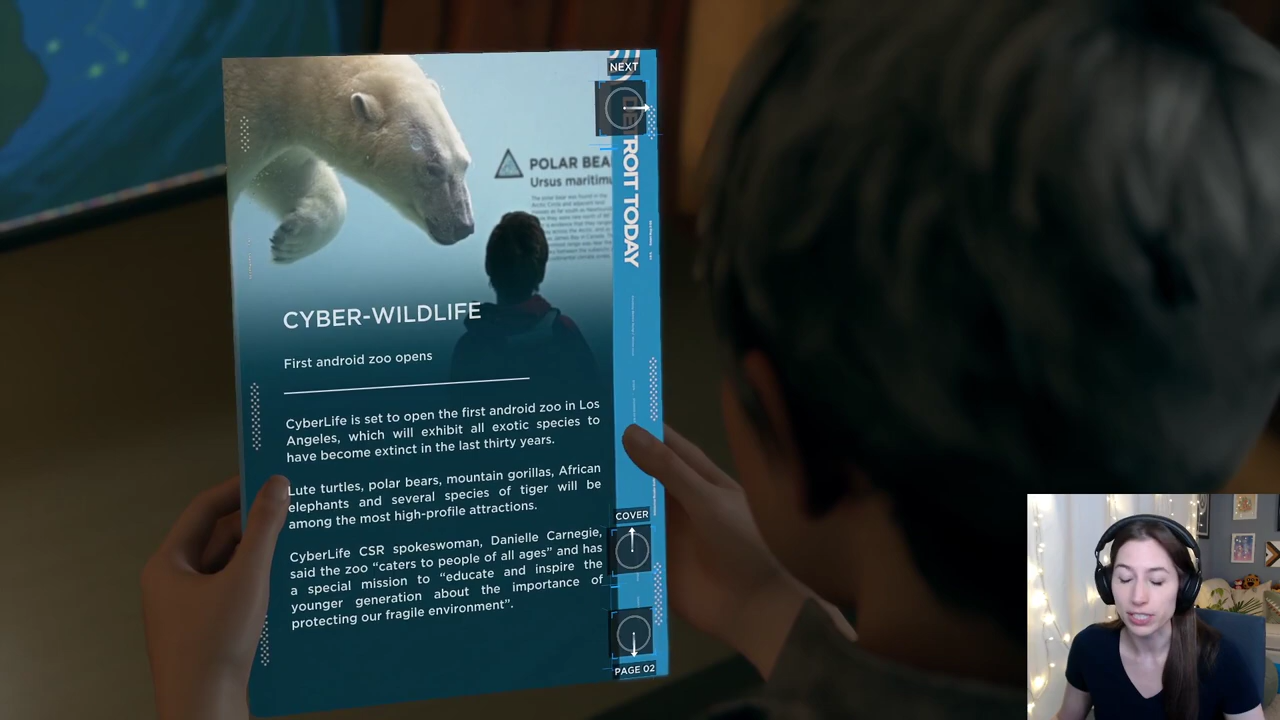 NEXT
DETROIT TODAY
POLAR BEA
Ursus maritim
CYBER-WILDLIFE
First android zoo opens
CyberLife is set to open the first android zoo in Los
Angeles, which will exhibit all exotic species to
have become extinct in the last thirty years.
Lute turtles, polar bears, mountain gorillas, African
elephants and several species of tiger will be
among the most high-profile attractions.
CyberLife CSR spokeswoman, Danielle Carnegie,
said the zoo “caters to people of all ages” and has
a special mission to “educate and inspire the
younger generation about the importance of
protecting our fragile environment”.
COVER
PAGE 02